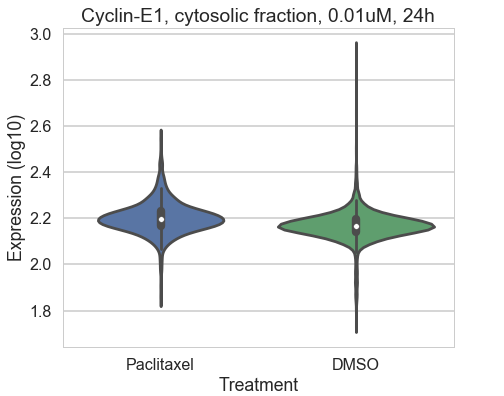 Cyclin-E1, cytosolic fraction, 0.01uM, 24h
3.0
2.8
2.6
2.4
2.2
2.0
1.8
Expression (log10)
Paclitaxel DMSO
Treatment